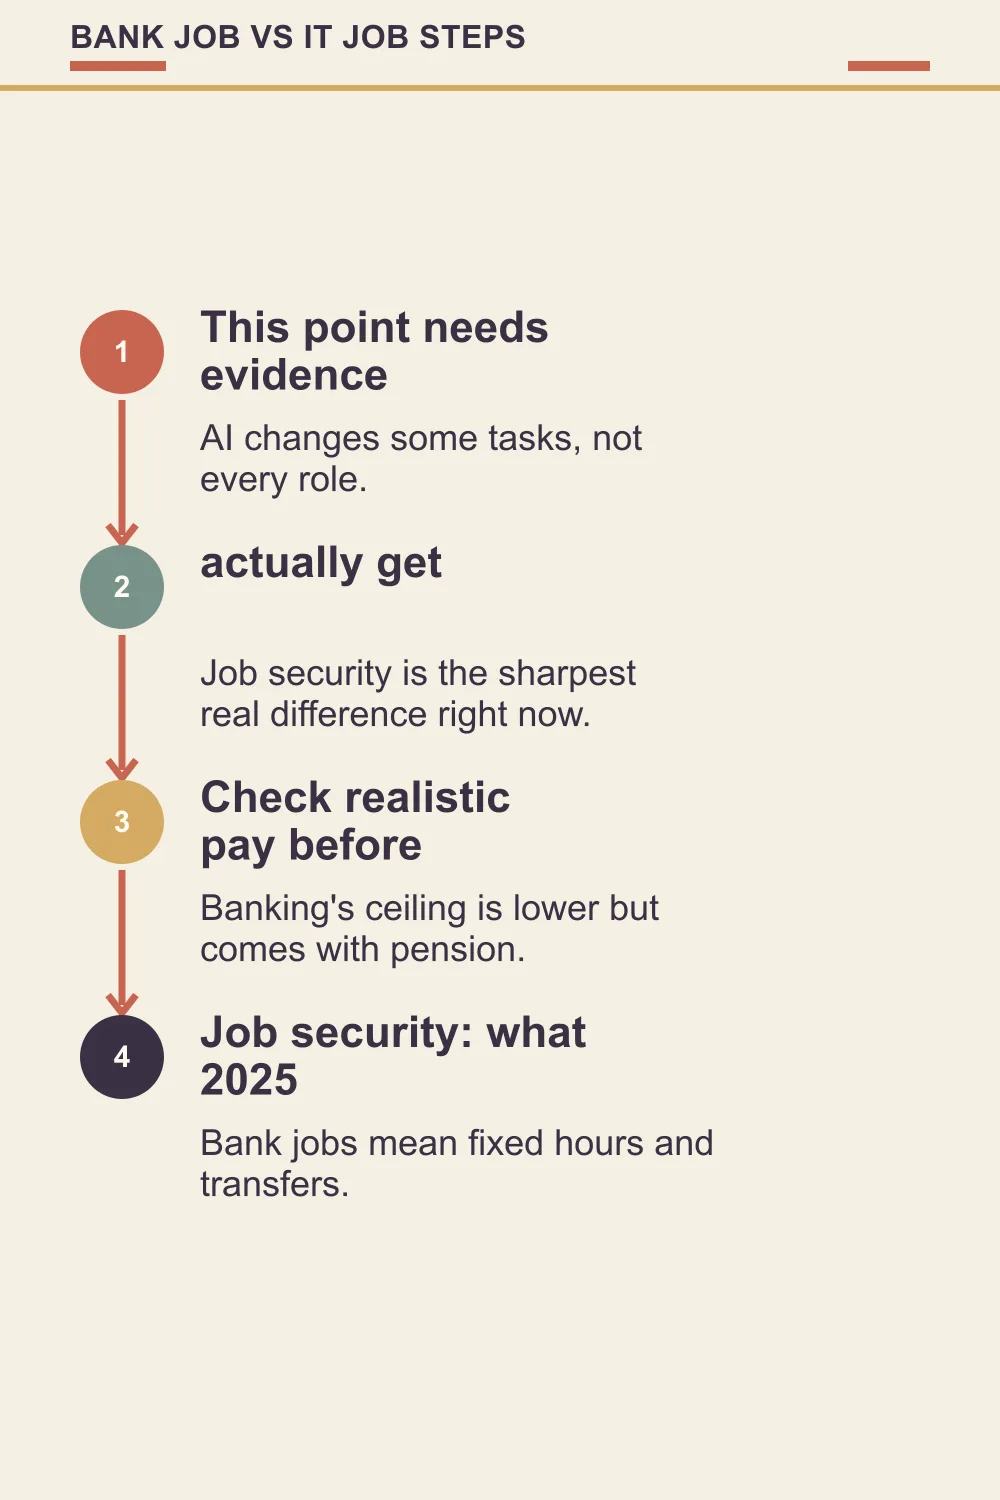 BANK JOB VS IT JOB STEPS
1
This point needs
evidence
AI changes some tasks, not
every role.
2
actually get
Job security is the sharpest
real difference right now.
3
Check realistic
pay before
Banking's ceiling is lower but
comes with pension.
4
Job security: what
2025
Bank jobs mean fixed hours and
transfers.